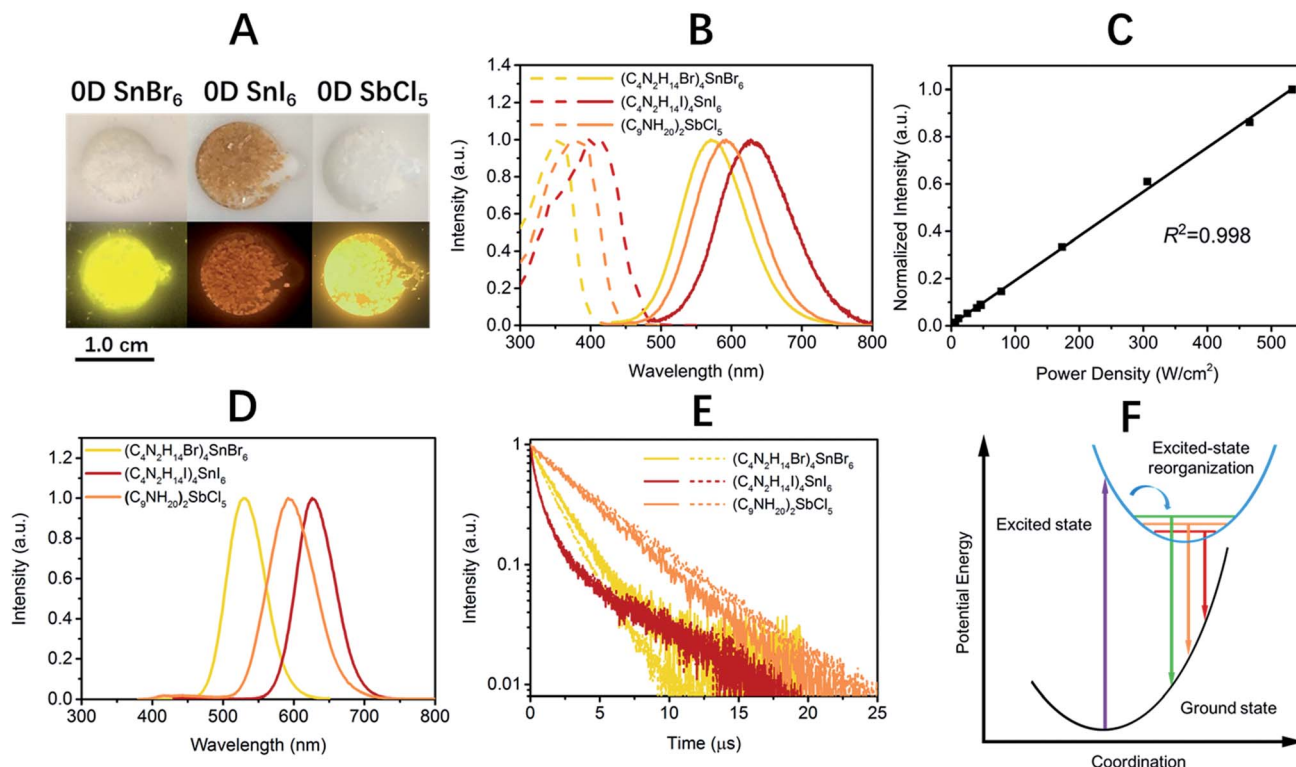 A
0D SnBr₆ 0D SnI₆ 0D SbCl₅
1.0 cm
B
1.4
1.2
1.0
0.8
0.6
0.4
0.2
0.0
Intensity (a.u.)
(C₄N₂H₁₄Br)₄SnBr₆
(C₄N₂H₁₄I)₄SnI₆
(C₉NH₂₀)₂SbCl₅
300 400 500 600 700 800
Wavelength (nm)
C
1.0
0.8
0.6
0.4
0.2
0.0
Normalized Intensity (a.u.)
R²=0.998
0 100 200 300 400 500
Power Density (W/cm²)
D
1.2
1.0
0.8
0.6
0.4
0.2
0.0
Intensity (a.u.)
(C₄N₂H₁₄Br)₄SnBr₆
(C₄N₂H₁₄I)₄SnI₆
(C₉NH₂₀)₂SbCl₅
300 400 500 600 700 800
Wavelength (nm)
E
1
0.1
0.01
Intensity (a.u.)
(C₄N₂H₁₄Br)₄SnBr₆
(C₄N₂H₁₄I)₄SnI₆
(C₉NH₂₀)₂SbCl₅
0 5 10 15 20 25
Time (μs)
F
Potential Energy
Excited-state
reorganization
Excited state
Ground state
Coordination